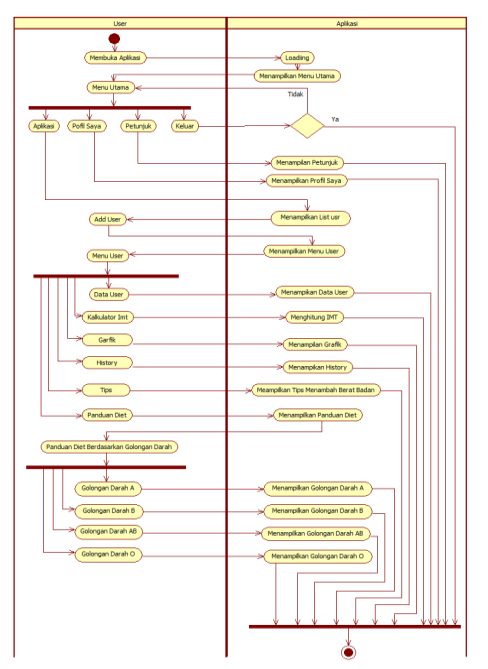 User Aplikasi
Membuka Aplikasi Loading
Menampilkan Menu Utama
Menu Utama
Tidak
Ya
Aplikasi Pofil Saya Petunjuk Keluar
Menampilan Petunjuk
Menampilkan Profil Saya
Menampilkan List usr
Add User
Menampilkan Menu User
Menu User
Data User Menampikan Data User
Kalkulator Imt Menghitung IMT
Garfik Menampilan Grafik
History Menampikan History
Tips Meampilkan Tips Menambah Berat Badan
Panduan Diet Menampilkan Panduan Diet
Panduan Diet Berdasarkan Golongan Darah
Golongan Darah A Menampilkan Golongan Darah A
Golongan Darah B Menampilkan Golongan Darah B
Golongan Darah AB Menampilkan Golongan Darah AB
Golongan Darah O Menampilkan Golongan Darah O